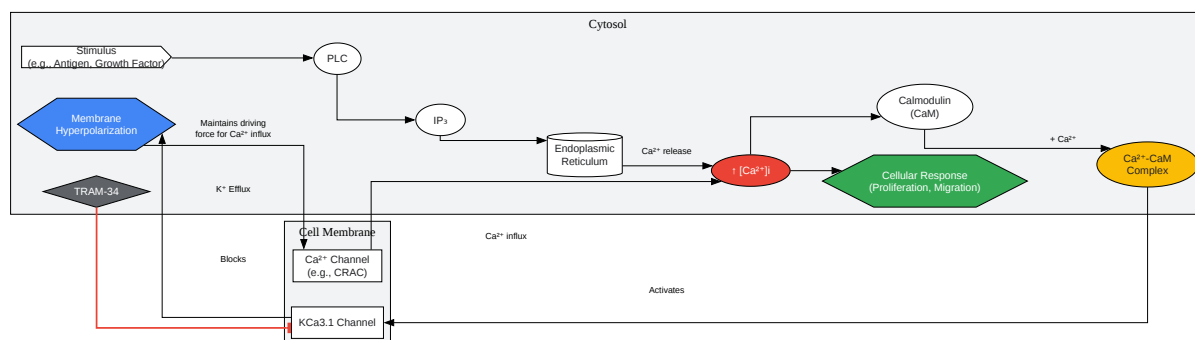 Cytosol
Stimulus
(e.g., Antigen, Growth Factor)
PLC
Membrane
Hyperpolarization
Maintains driving
force for Ca²⁺ influx
IP₃
Calmodulin
(CaM)
+ Ca²⁺
Endoplasmic
Reticulum
Ca²⁺ release
↑ [Ca²⁺]i
Ca²⁺-CaM
Complex
TRAM-34
K⁺ Efflux
Cellular Response
(Proliferation, Migration)
Cell Membrane
Ca²⁺ influx
Blocks
Ca²⁺ Channel
(e.g., CRAC)
Activates
KCa3.1 Channel